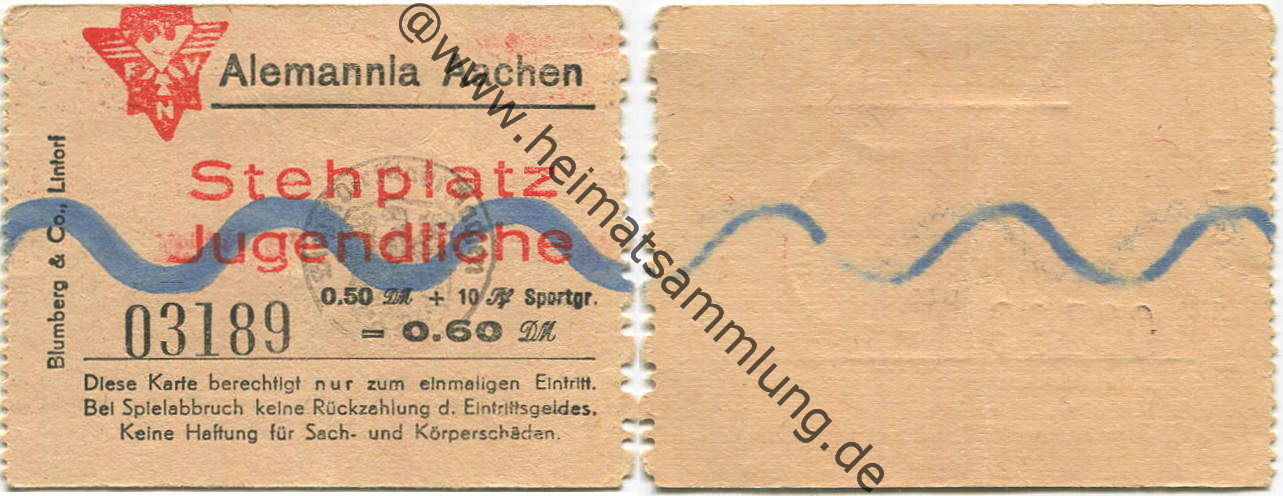 F V
W
A
N
Alemannia Aachen
Stehplatz
Jugendliche
0.50 DM + 10 Pf Sportgr.
03189
= 0.60 DM
Diese Karte berechtigt nur zum einmaligen Eintritt.
Bei Spielabbruch keine Rückzahlung d. Eintrittsgeldes.
Keine Haftung für Sach- und Körperschäden.
Blumberg & Co., Lintorf
@www.heimatsammlung.de